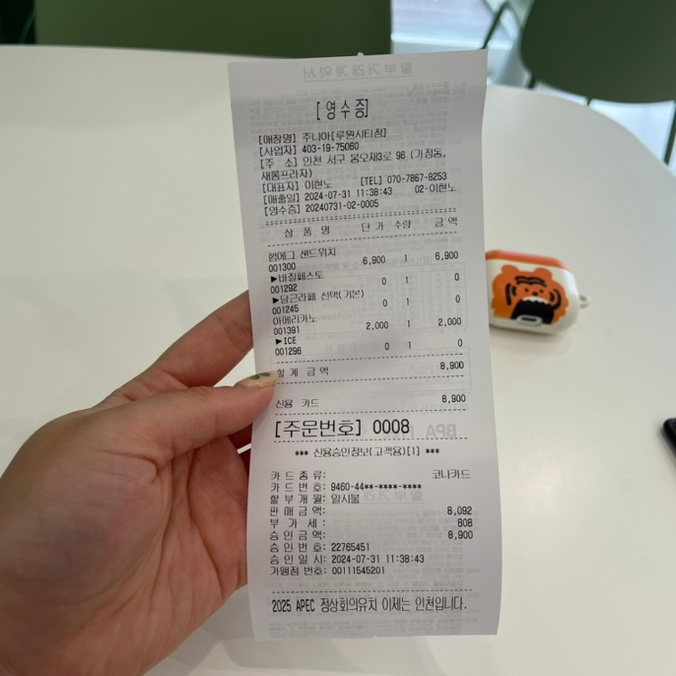 [영수증]
[매장명] 주니아[루원시티점]
[사업자] 403-19-75060
[주 소] 인천 서구 봉오재3로 96 (가정동,
새롬프라자)
[대표자] 이현노 [TEL] 070-7867-8253
[매출일] 2024-07-31 11:38:43 02-이현노
[영수증] 20240731-02-0005
상 품 명 단 가 수량 금 액
햄에그 샌드위치
001300 6,900 1 6,900
▶바질페스토
001292 0 1 0
▶당근라페 선택(기본)
001245 0 1 0
아메리카노
001391 2,000 1 2,000
▶ICE
001296 0 1 0
합 계 금 액 8,900
신용 카드 8,900
[주문번호] 0008
*** 신용승인정보(고객용)[1] ***
카 드 종 류: 코나카드
카 드 번 호: 9460-44**-****-****
할 부 개 월: 일시불
판 매 금 액: 8,092
부 가 세 : 808
승 인 금 액: 8,900
승 인 번 호: 22765451
승 인 일 시: 2024-07-31 11:38:43
가맹점 번호: 00111545201
2025 APEC 정상회의유치 이제는 인천입니다.